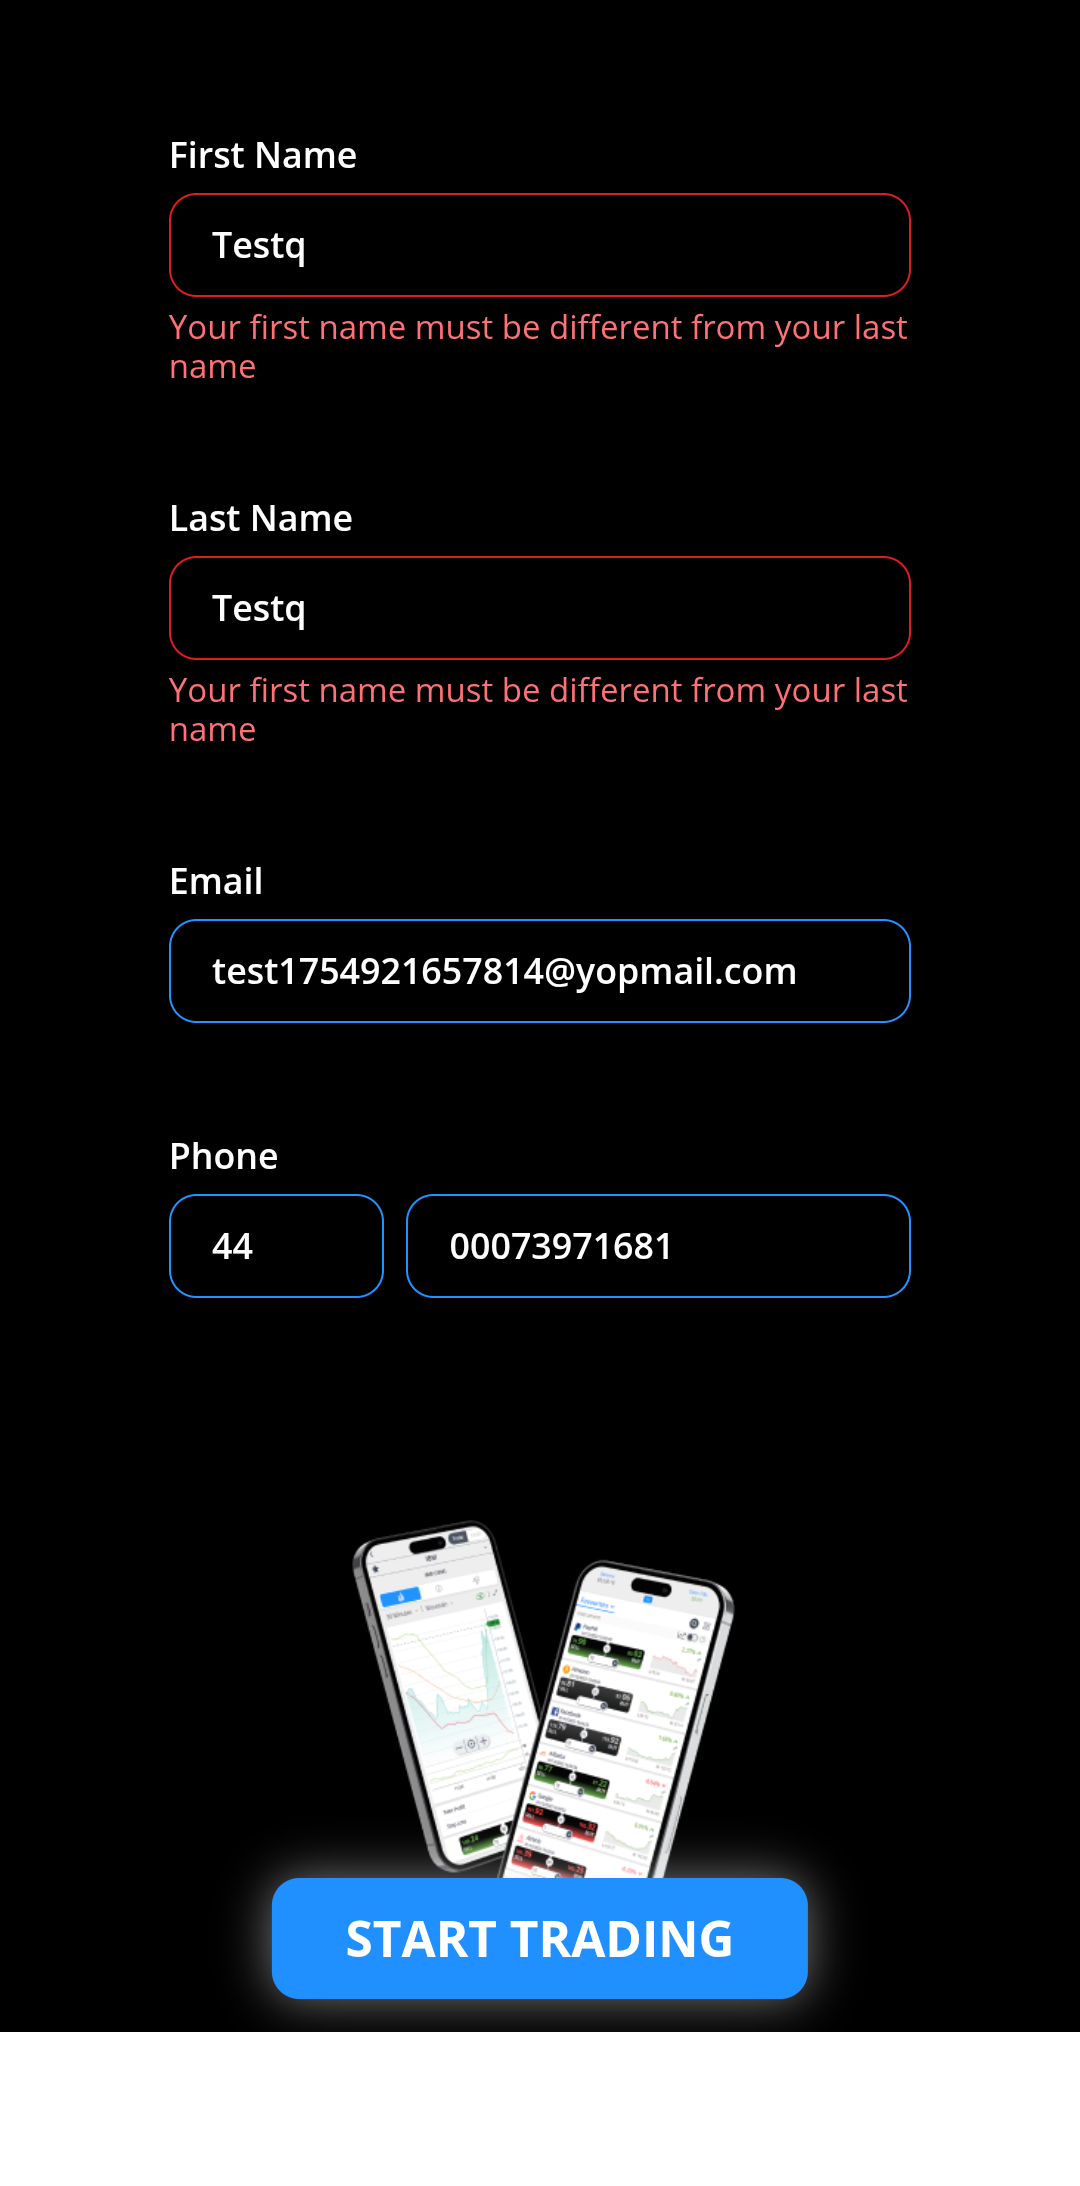 First Name
Testq
Your first name must be different from your last
name
Last Name
Testq
Your first name must be different from your last
name
Email
test1754921657814@yopmail.com
Phone
44 00073971681
START TRADING